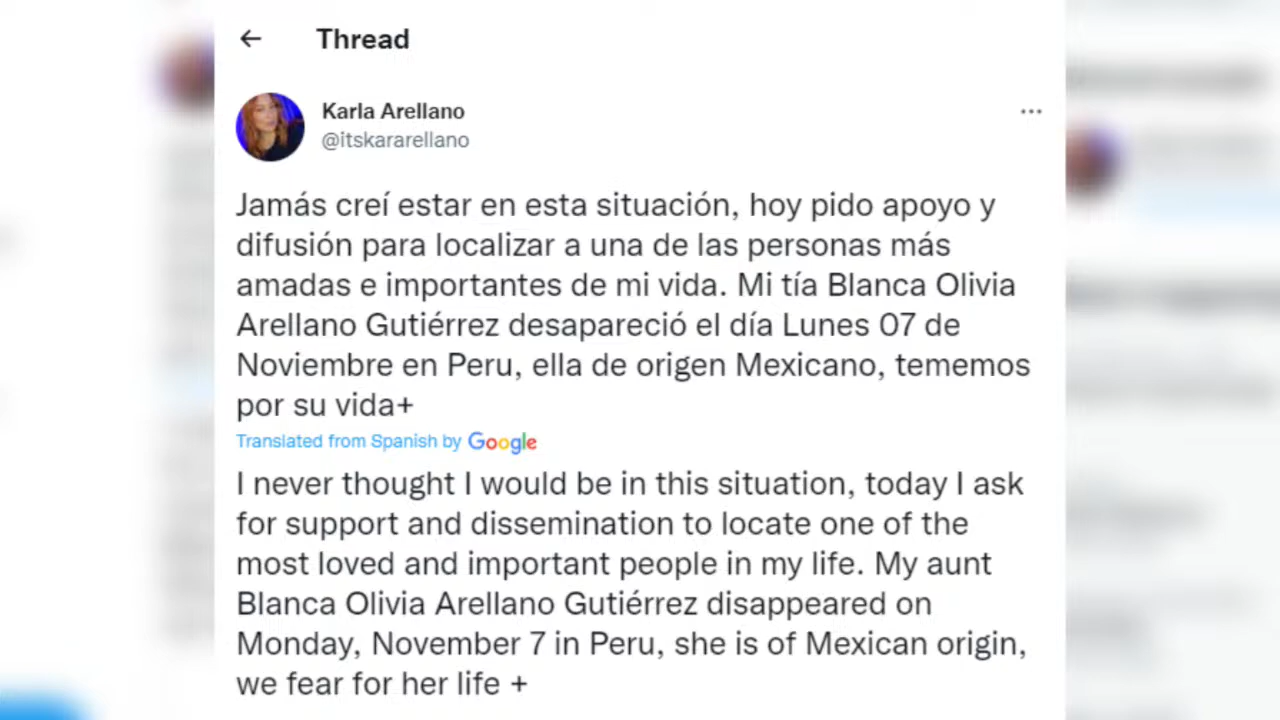 Thread
Karla Arellano
@itskararellano
Jamás creí estar en esta situación, hoy pido apoyo y
difusión para localizar a una de las personas más
amadas e importantes de mi vida. Mi tía Blanca Olivia
Arellano Gutiérrez desapareció el día Lunes 07 de
Noviembre en Peru, ella de origen Mexicano, tememos
por su vida+
Translated from Spanish by Google
I never thought I would be in this situation, today I ask
for support and dissemination to locate one of the
most loved and important people in my life. My aunt
Blanca Olivia Arellano Gutiérrez disappeared on
Monday, November 7 in Peru, she is of Mexican origin,
we fear for her life +